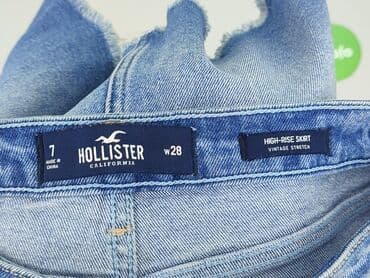 7
MADE IN
CHINA
HOLLISTER
CALIFORNIA
W28
HIGH-RISE SKIRT
VINTAGE STRETCH